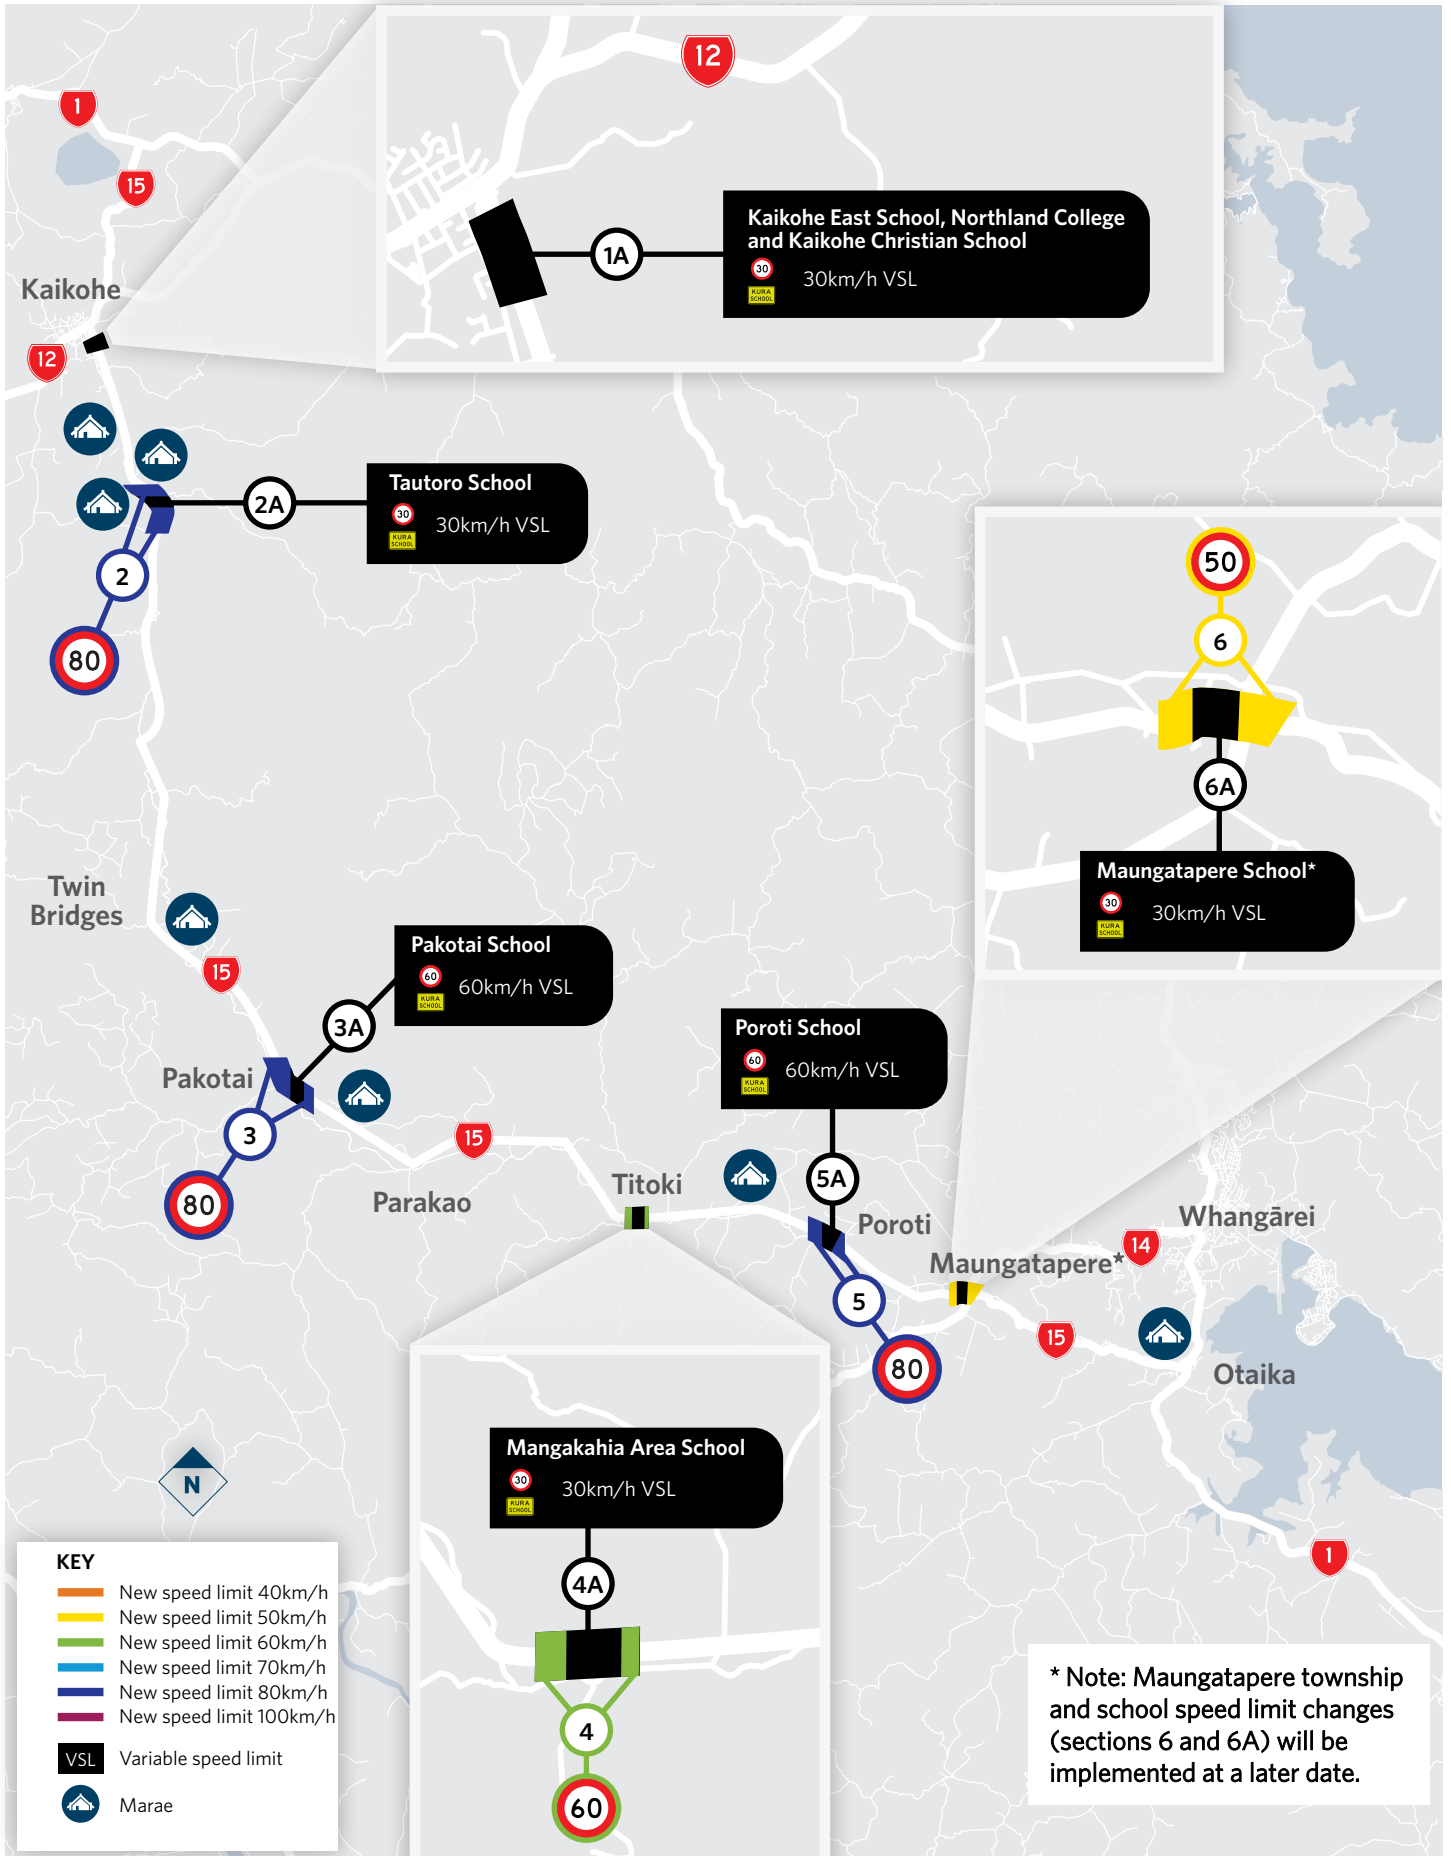 12
1
15
Kaikohe East School, Northland College
and Kaikohe Christian School
30
KURA
SCHOOL
30km/h VSL
1A
Kaikohe
12
Tautoro School
30
KURA
SCHOOL
30km/h VSL
2A
2
80
50
6
6A
Maungatapere School*
30
KURA
SCHOOL
30km/h VSL
Twin
Bridges
15
Pakotai School
60
KURA
SCHOOL
60km/h VSL
3A
Pakotai
3
80
15
Parakao
Poroti School
60
KURA
SCHOOL
60km/h VSL
5A
Titoki
Poroti
5
80
Whangārei
14
Maungatapere*
15
Otaika
Mangakahia Area School
30
KURA
SCHOOL
30km/h VSL
4A
4
60
N
1
KEY
New speed limit 40km/h
New speed limit 50km/h
New speed limit 60km/h
New speed limit 70km/h
New speed limit 80km/h
New speed limit 100km/h
VSL Variable speed limit
Marae
* Note: Maungatapere township
and school speed limit changes
(sections 6 and 6A) will be
implemented at a later date.